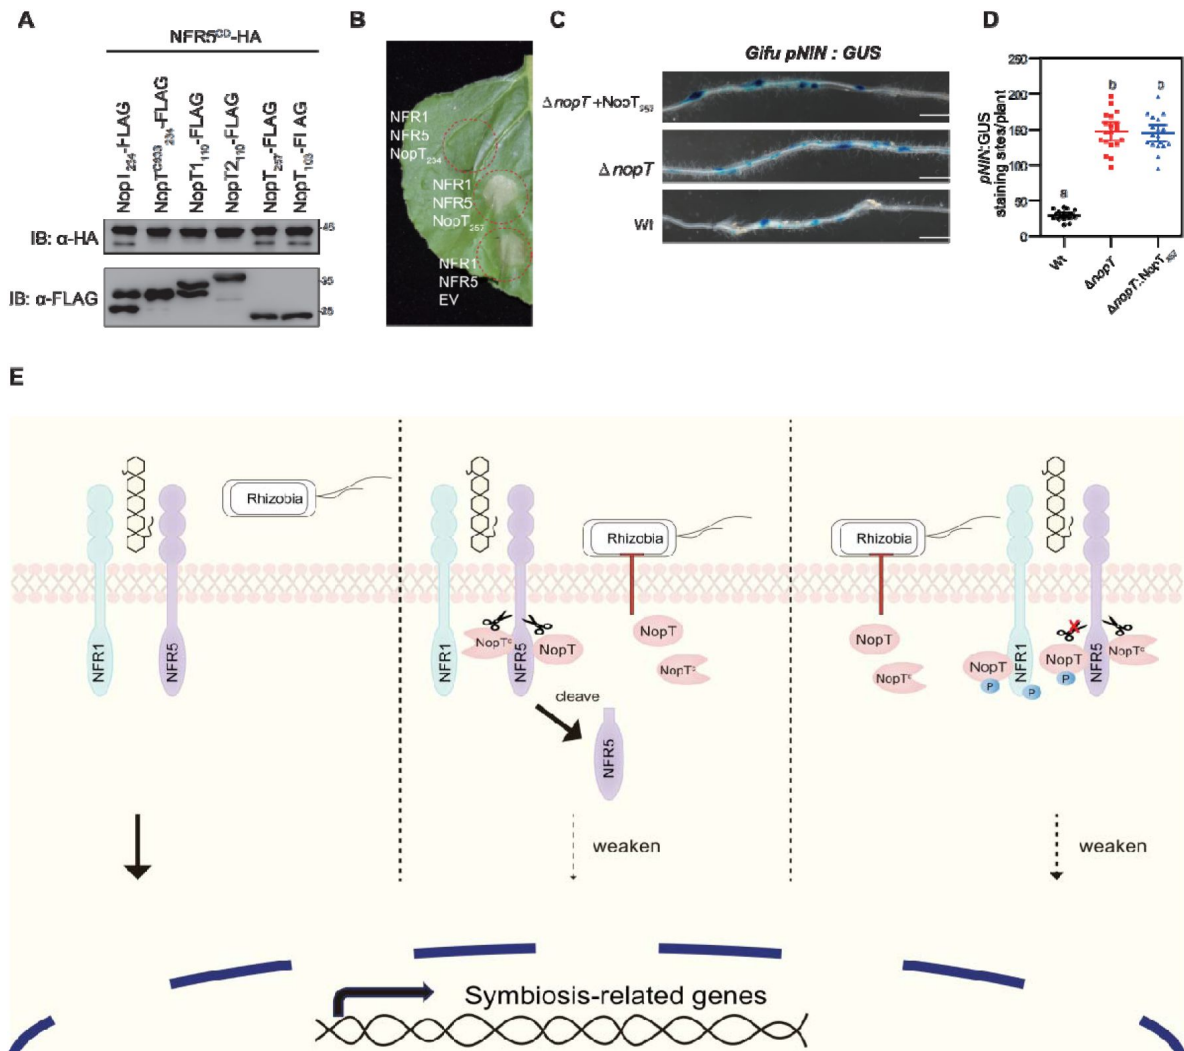 A
NFR5CD-HA
NopT234-FLAG
NopTC93S234-FLAG
NopT1110-FLAG
NopT2110-FLAG
NopT257-FLAG
NopT103-FLAG
IB: α-HA
45
IB: α-FLAG
35
25
B
NFR1
NFR5
NopT234
NFR1
NFR5
NopT257
NFR1
NFR5
EV
C
Gifu pNIN : GUS
ΔnopT +NopT257
ΔnopT
Wt
D
pNIN:GUS
staining sites/plant
250
200
150
100
50
0
a
b
b
Wt
ΔnopT
ΔnopT::NopT257
E
Rhizobia
NFR1
NFR5
Rhizobia
NFR1
NopTC
NFR5
NopT
NopT
NopTC
cleave
NFR5
weaken
Rhizobia
NopT
NopTC
NopT
P
NFR1
P
NopT
P
NFR5
NopTC
weaken
Symbiosis-related genes